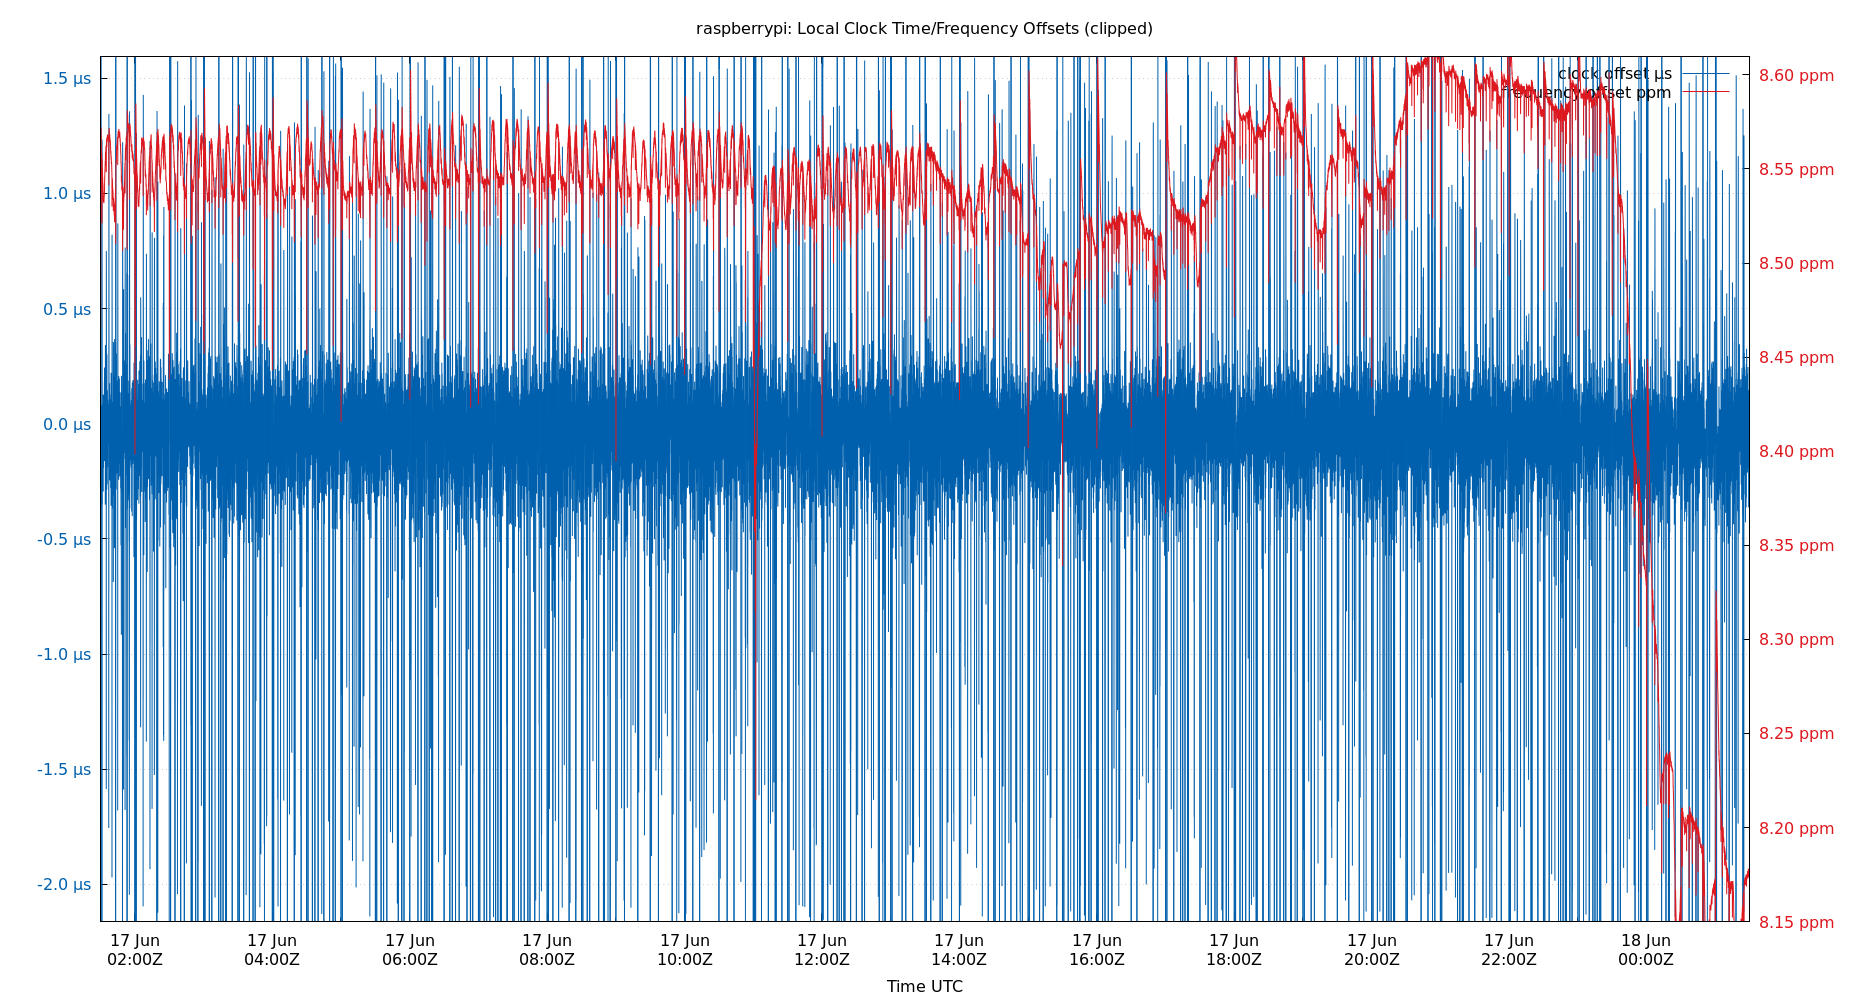 raspberrypi: Local Clock Time/Frequency Offsets (clipped)
clock offset µs
frequency offset ppm
1.5 µs
1.0 µs
0.5 µs
0.0 µs
-0.5 µs
-1.0 µs
-1.5 µs
-2.0 µs
8.60 ppm
8.55 ppm
8.50 ppm
8.45 ppm
8.40 ppm
8.35 ppm
8.30 ppm
8.25 ppm
8.20 ppm
8.15 ppm
17 Jun 17 Jun 17 Jun 17 Jun 17 Jun 17 Jun 17 Jun 17 Jun 17 Jun 17 Jun 17 Jun 18 Jun
02:00Z 04:00Z 06:00Z 08:00Z 10:00Z 12:00Z 14:00Z 16:00Z 18:00Z 20:00Z 22:00Z 00:00Z
Time UTC